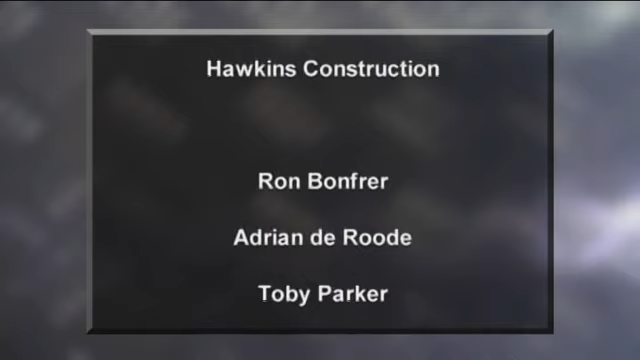 Hawkins Construction
Ron Bonfrer
Adrian de Roode
Toby Parker